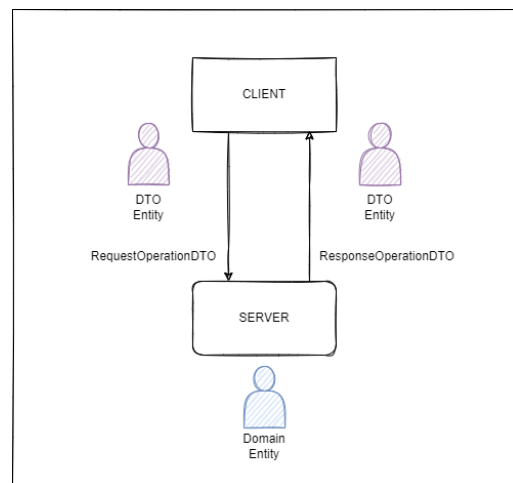 CLIENT
DTO
Entity
DTO
Entity
RequestOperationDTO
ResponseOperationDTO
SERVER
Domain
Entity